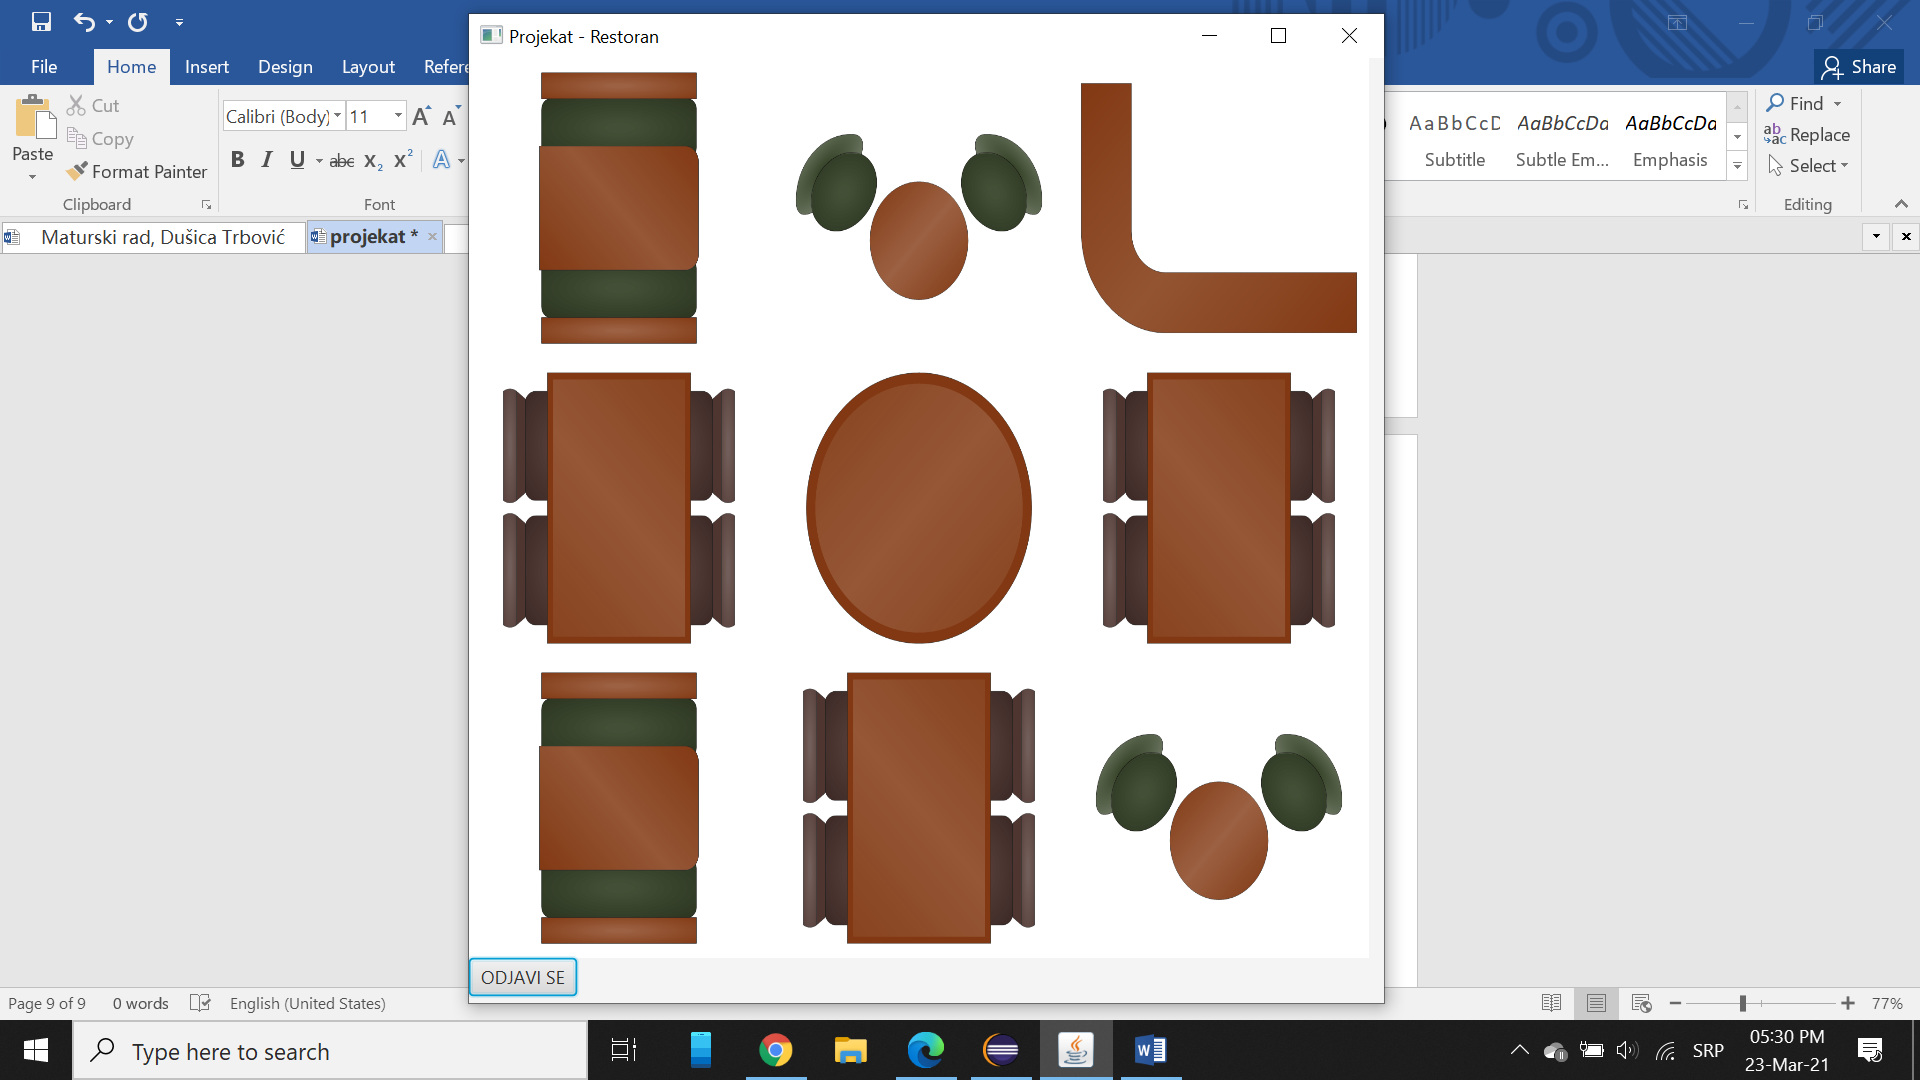 Projekat - Restoran
File
Home
Insert
Design
Layout
Refere
Share
Paste
Cut
Copy
Format Painter
Clipboard
Calibri (Body)
11
A A
B I U abc X₂ X² A
Font
AaBbCcD
Subtitle
AaBbCcDa
Subtle Em...
AaBbCcDa
Emphasis
Find
Replace
Select
Editing
Maturski rad, Dušica Trbović
projekat *
ODJAVI SE
Page 9 of 9
0 words
English (United States)
77%
Type here to search
SRP
05:30 PM
23-Mar-21